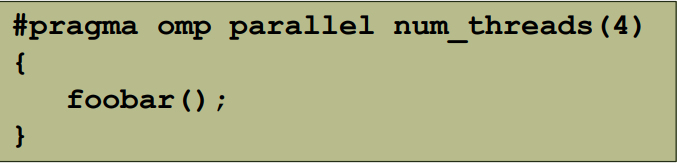 #pragma omp parallel num_threads(4)
{
   foobar();
}